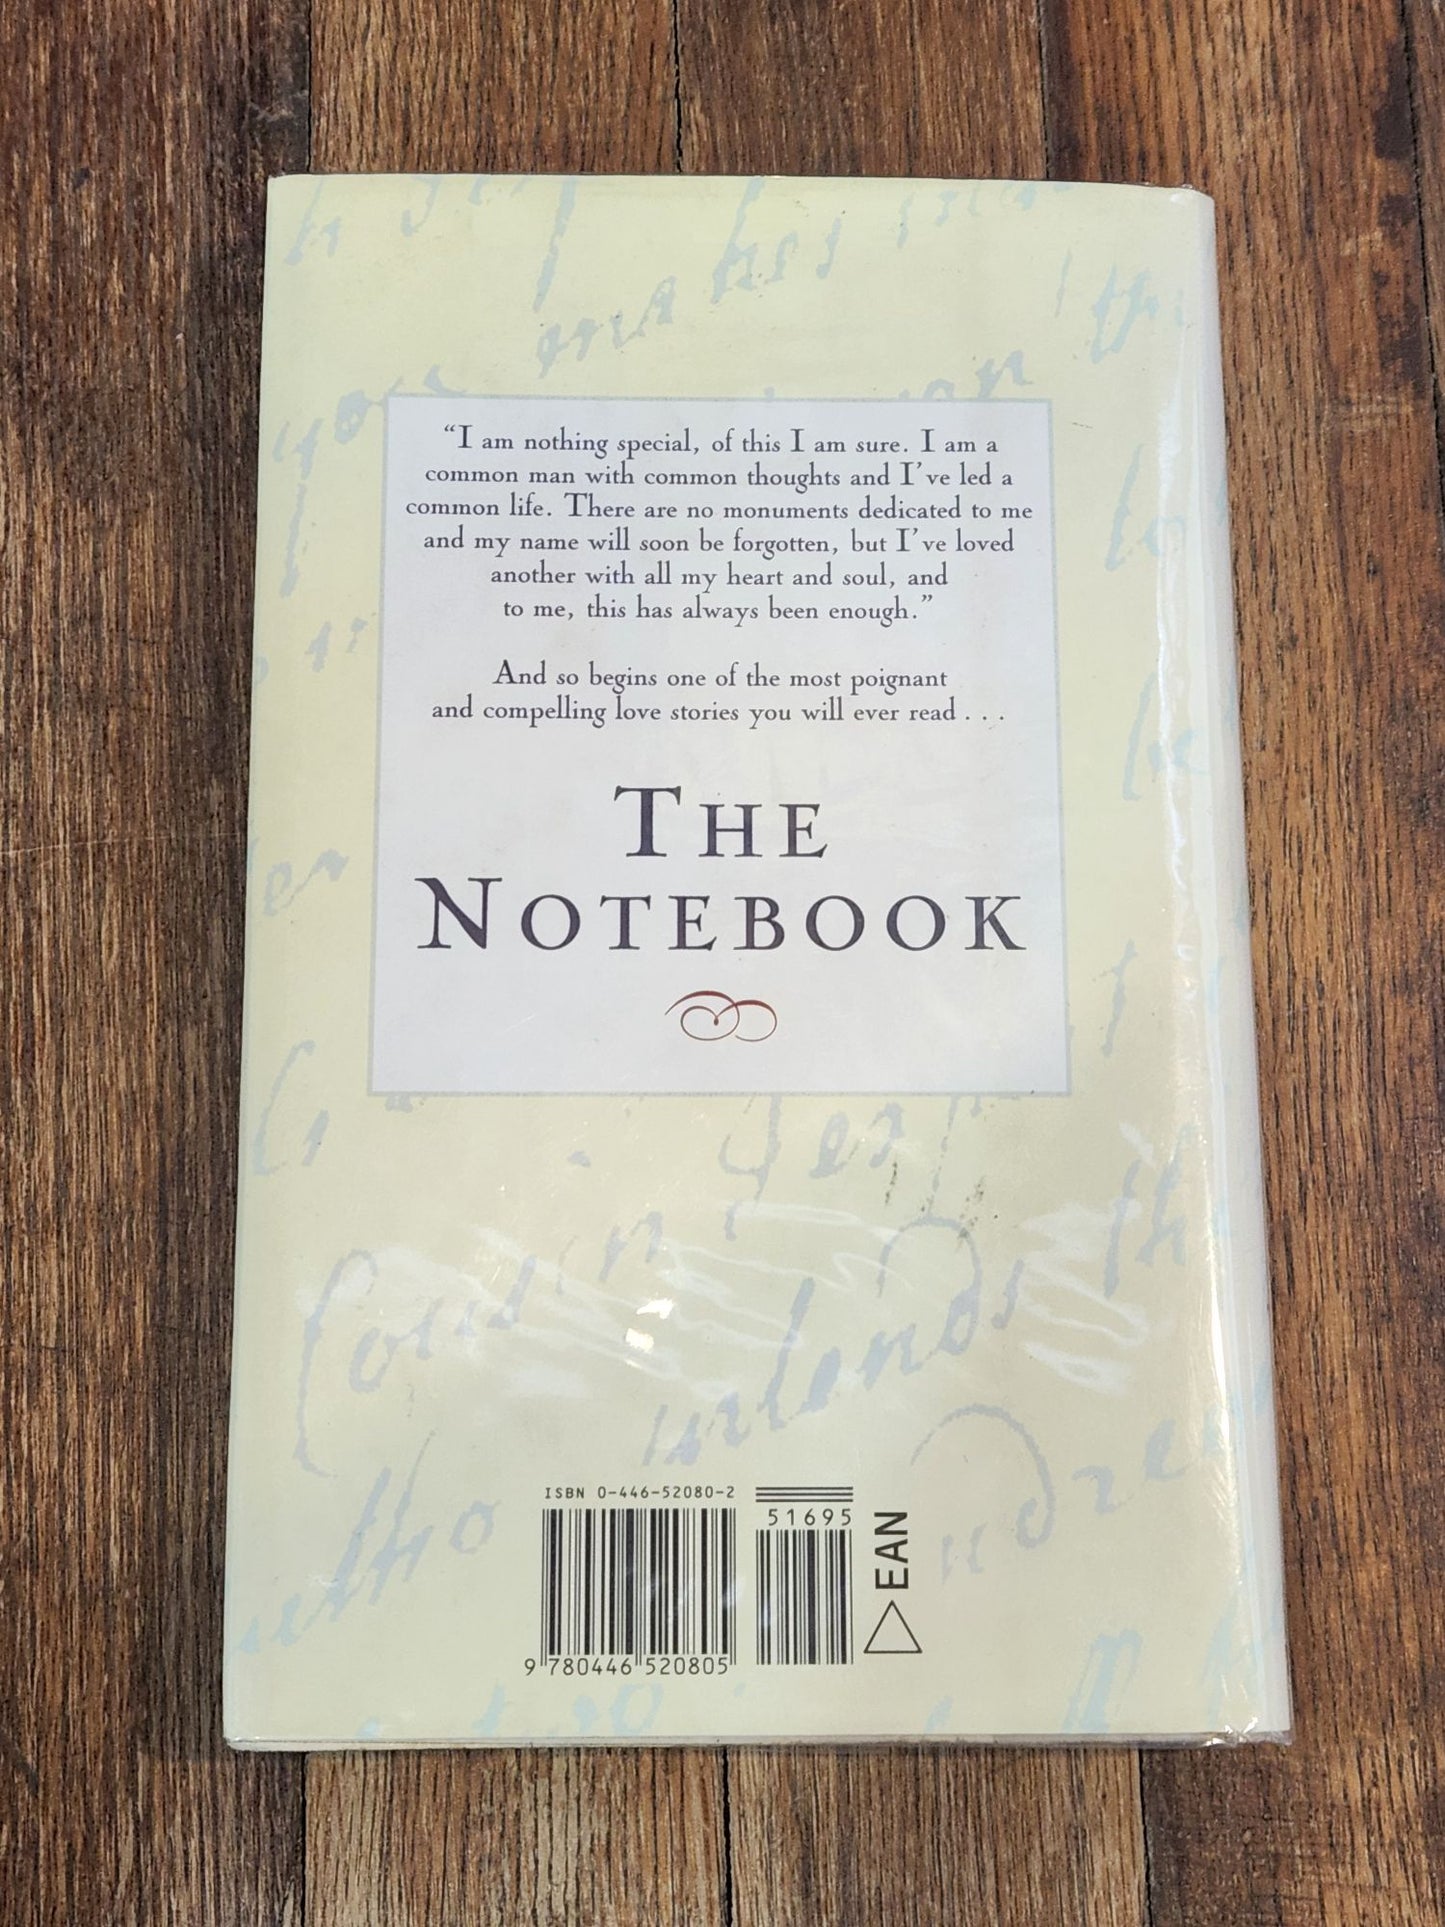 “I am nothing special, of this I am sure. I am a
common man with common thoughts and I’ve led a
common life. There are no monuments dedicated to me
and my name will soon be forgotten, but I’ve loved
another with all my heart and soul, and
to me, this has always been enough.”
And so begins one of the most poignant
and compelling love stories you will ever read . . .
THE
NOTEBOOK
ISBN 0-446-52080-2
51695
EAN
9 780446 520805